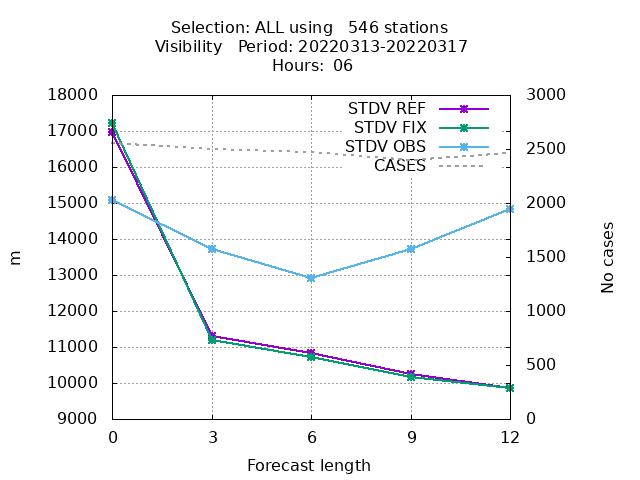 Selection: ALL using   546 stations
Visibility   Period: 20220313-20220317
Hours:  06
18000
17000
16000
15000
14000
13000
12000
11000
10000
9000
m
STDV REF
STDV FIX
STDV OBS
CASES
3000
2500
2000
1500
1000
500
0
No cases
0 3 6 9 12
Forecast length